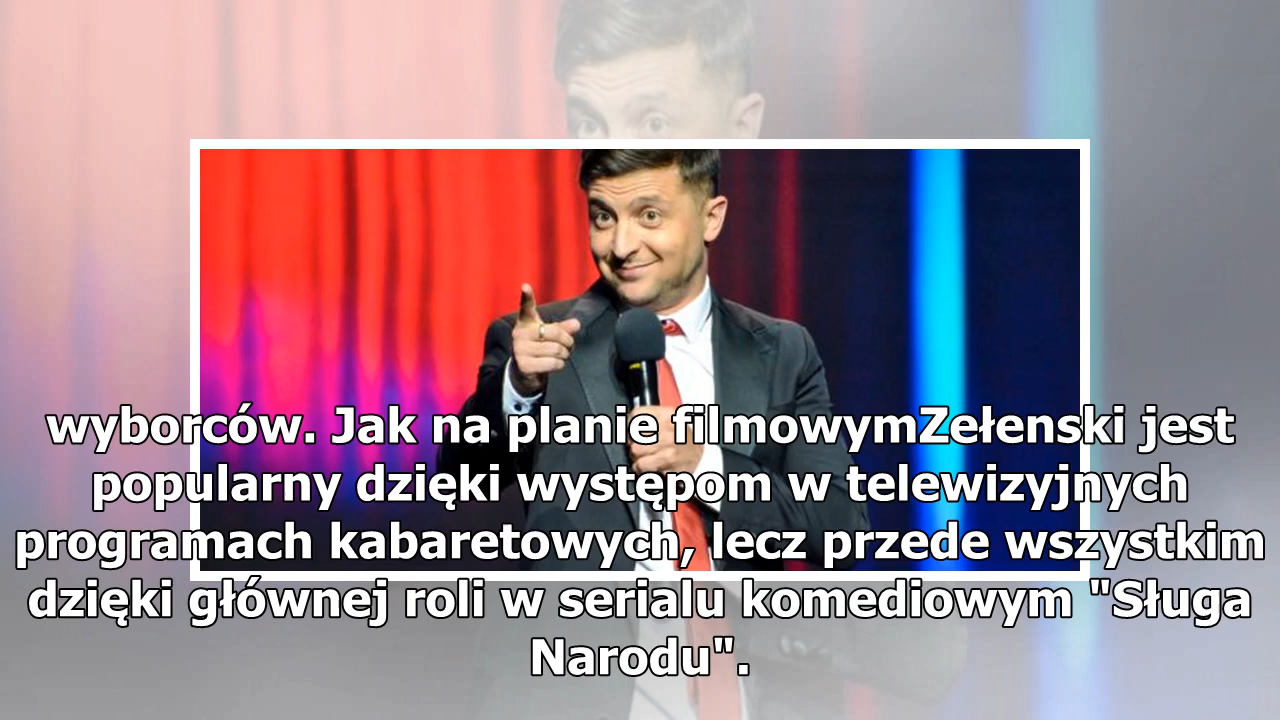 wyborców. Jak na planie filmowymZełenski jest
popularny dzięki występom w telewizyjnych
programach kabaretowych, lecz przede wszystkim
dzięki głównej roli w serialu komediowym "Sługa
Narodu".